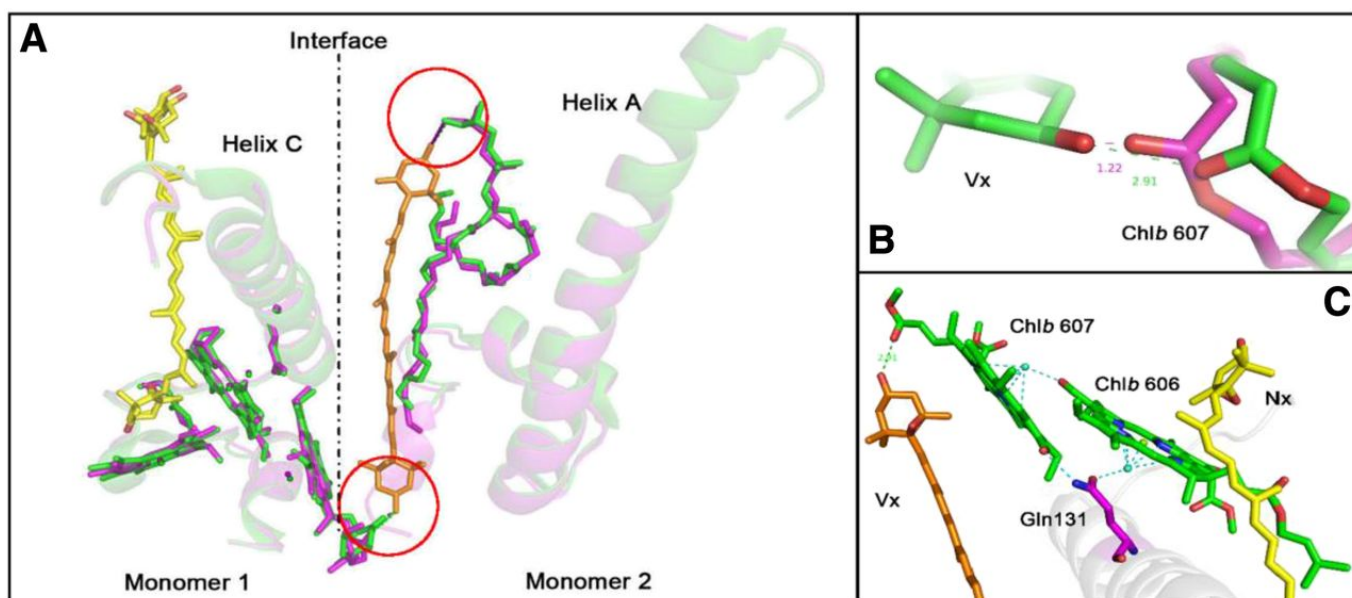 A
Interface
Helix C
Helix A
Monomer 1
Monomer 2
B
Vx
1.22
2.91
Chlb 607
C
Chlb 607
2.91
Chlb 606
Nx
Vx
Gln131